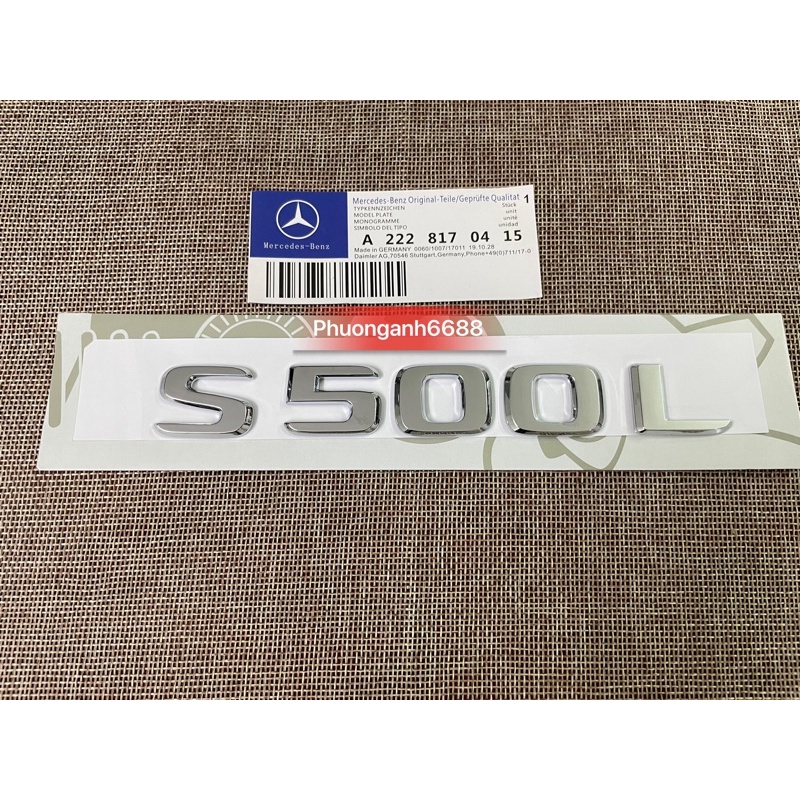 Mercedes-Benz Original-Teile/Geprüfte Qualitat 1
TYPKENNZEICHEN
MODEL PLATE
MONOGRAMME
SIMBOLO DEL TIPO
Stück
unit
unité
unidad
Mercedes-Benz
A 222 817 04 15
Made in GERMANY 0060/1007/17011 19.10.28
Daimler AG,70546 Stuttgart,Germany,Phone+49(0)711/17-0
Phuonganh6688
S 500 L